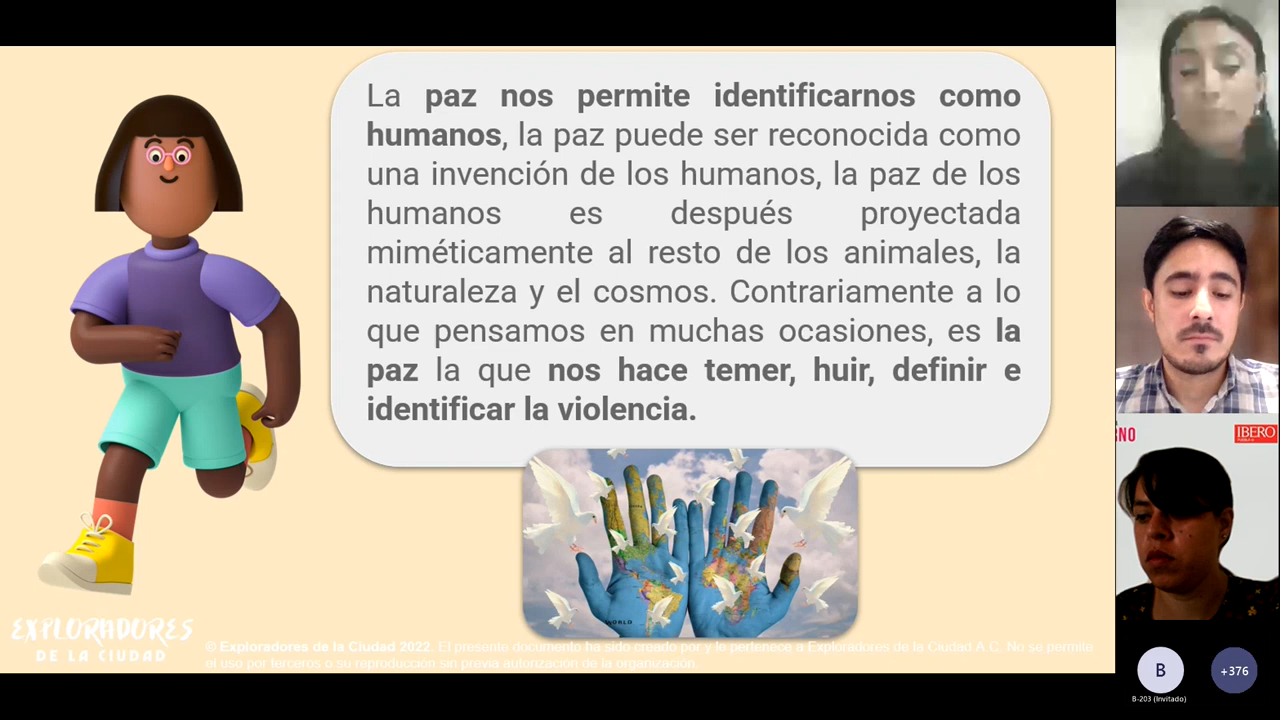 La paz nos permite identificarnos como
humanos, la paz puede ser reconocida como
una invención de los humanos, la paz de los
humanos es después proyectada
miméticamente al resto de los animales, la
naturaleza y el cosmos. Contrariamente a lo
que pensamos en muchas ocasiones, es la
paz la que nos hace temer, huir, definir e
identificar la violencia.
WORLD
EXPLORADORES
DE LA CIUDAD
© Exploradores de la Ciudad 2022. El presente documento ha sido creado por y le pertenece a Exploradores de la Ciudad A.C. No se permite
el uso por terceros o su reproducción sin previa autorización de la organización.
RNO
IBERO
B
+376
B-203 (Invitado)